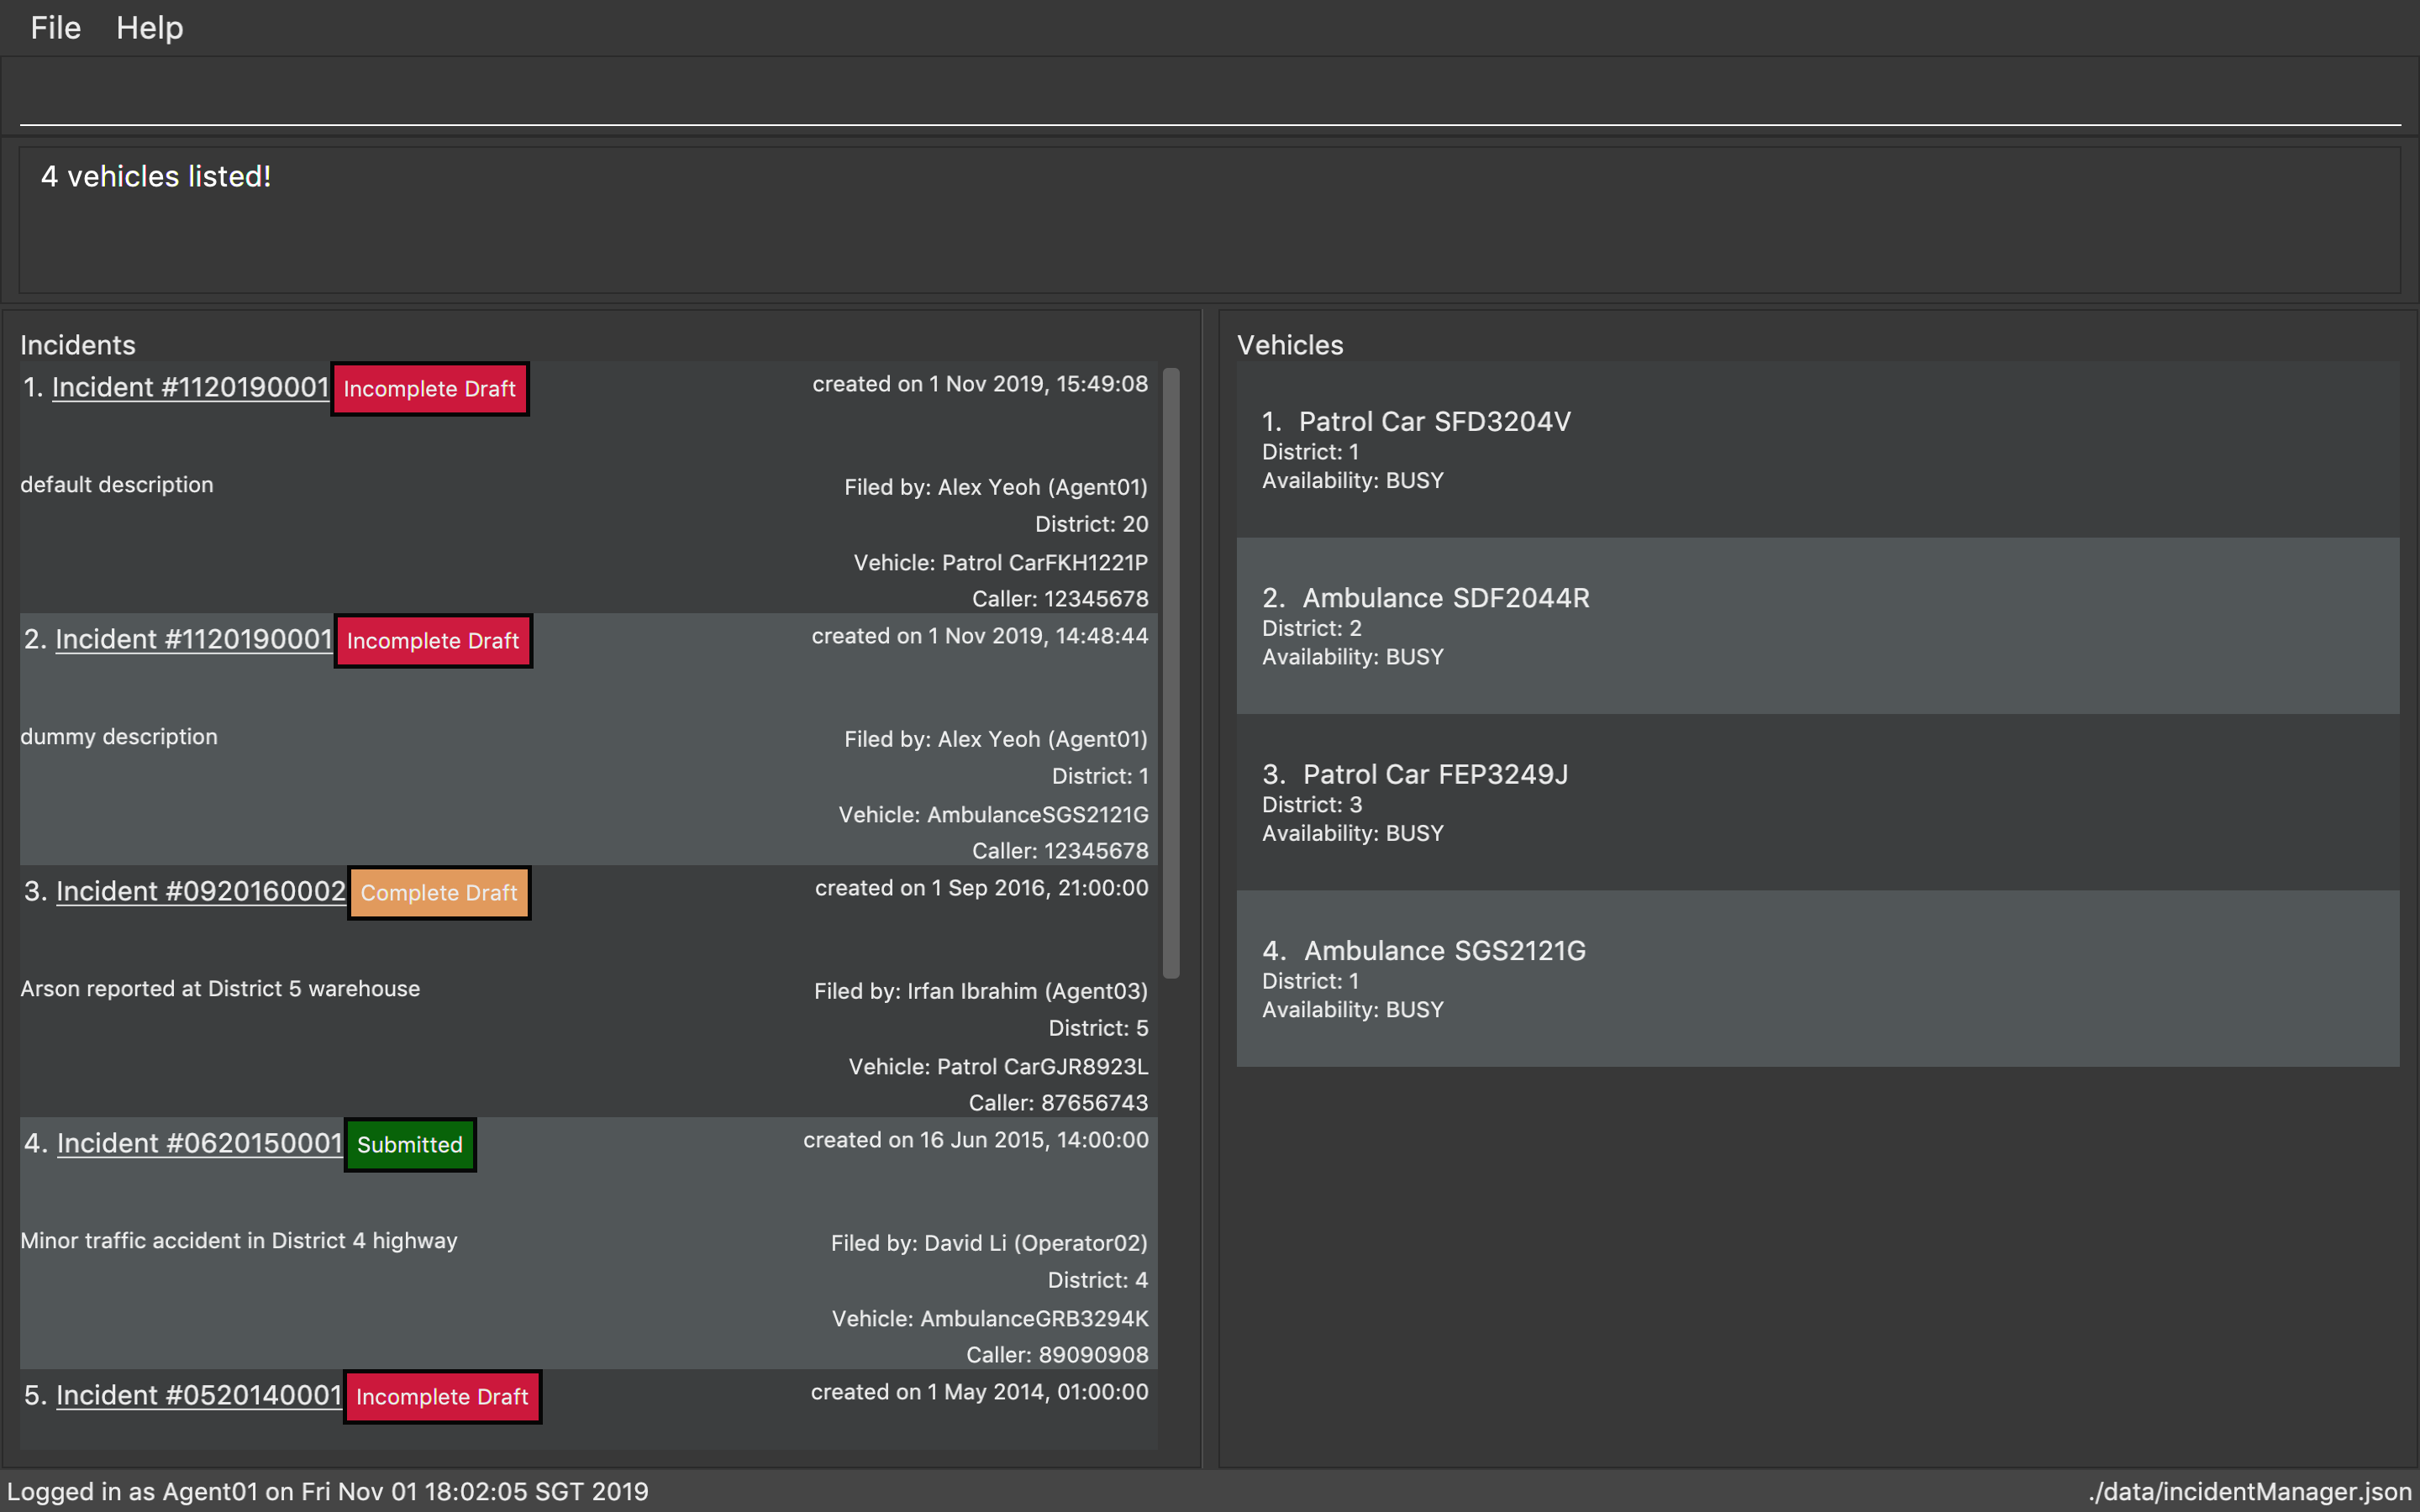 File Help
4 vehicles listed!
Incidents
1. Incident #1120190001 Incomplete Draft created on 1 Nov 2019, 15:49:08
default description Filed by: Alex Yeoh (Agent01)
District: 20
Vehicle: Patrol CarFKH1221P
Caller: 12345678
2. Incident #1120190001 Incomplete Draft created on 1 Nov 2019, 14:48:44
dummy description Filed by: Alex Yeoh (Agent01)
District: 1
Vehicle: AmbulanceSGS2121G
Caller: 12345678
3. Incident #0920160002 Complete Draft created on 1 Sep 2016, 21:00:00
Arson reported at District 5 warehouse Filed by: Irfan Ibrahim (Agent03)
District: 5
Vehicle: Patrol CarGJR8923L
Caller: 87656743
4. Incident #0620150001 Submitted created on 16 Jun 2015, 14:00:00
Minor traffic accident in District 4 highway Filed by: David Li (Operator02)
District: 4
Vehicle: AmbulanceGRB3294K
Caller: 89090908
5. Incident #0520140001 Incomplete Draft created on 1 May 2014, 01:00:00
Vehicles
1. Patrol Car SFD3204V
District: 1
Availability: BUSY
2. Ambulance SDF2044R
District: 2
Availability: BUSY
3. Patrol Car FEP3249J
District: 3
Availability: BUSY
4. Ambulance SGS2121G
District: 1
Availability: BUSY
Logged in as Agent01 on Fri Nov 01 18:02:05 SGT 2019 ./data/incidentManager.json